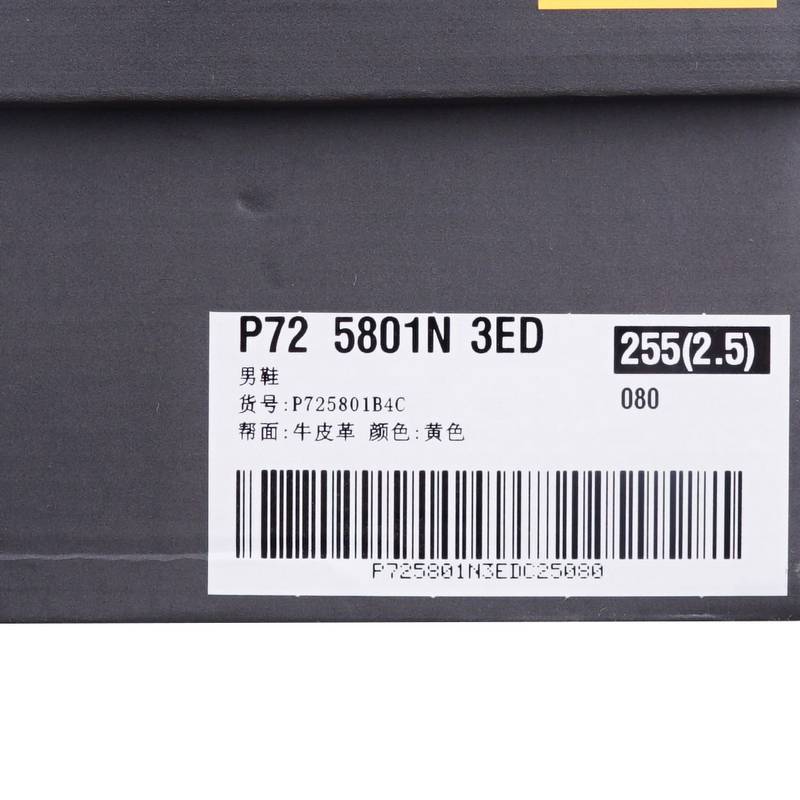 P72 5801N 3ED
255(2.5)
男鞋
080
货号:P725801B4C
帮面:牛皮革 颜色:黄色
P725801N3EDC25080